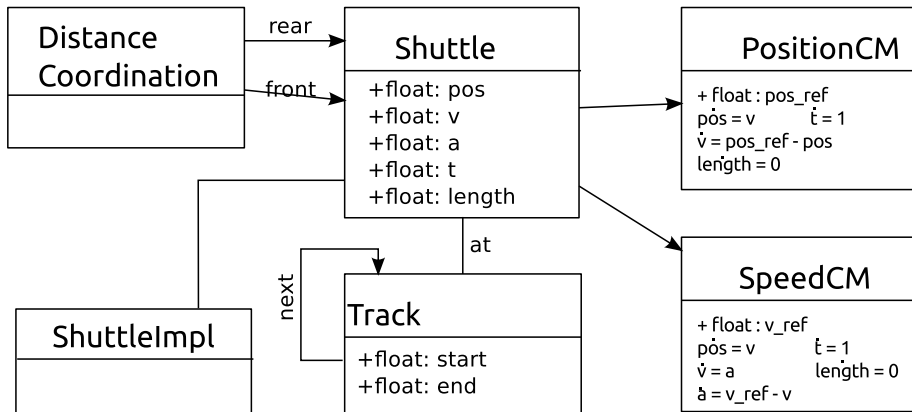 Distance
Coordination
rear
front
Shuttle
+float: pos
+float: v
+float: a
+float: t
+float: length
PositionCM
+ float : pos_ref
pȯs = v ṫ = 1
v̇ = pos_ref - pos
lenġth = 0
at
next
Track
+float: start
+float: end
ShuttleImpl
SpeedCM
+ float : v_ref
pȯs = v ṫ = 1
v̇ = a lenġth = 0
ȧ = v_ref - v